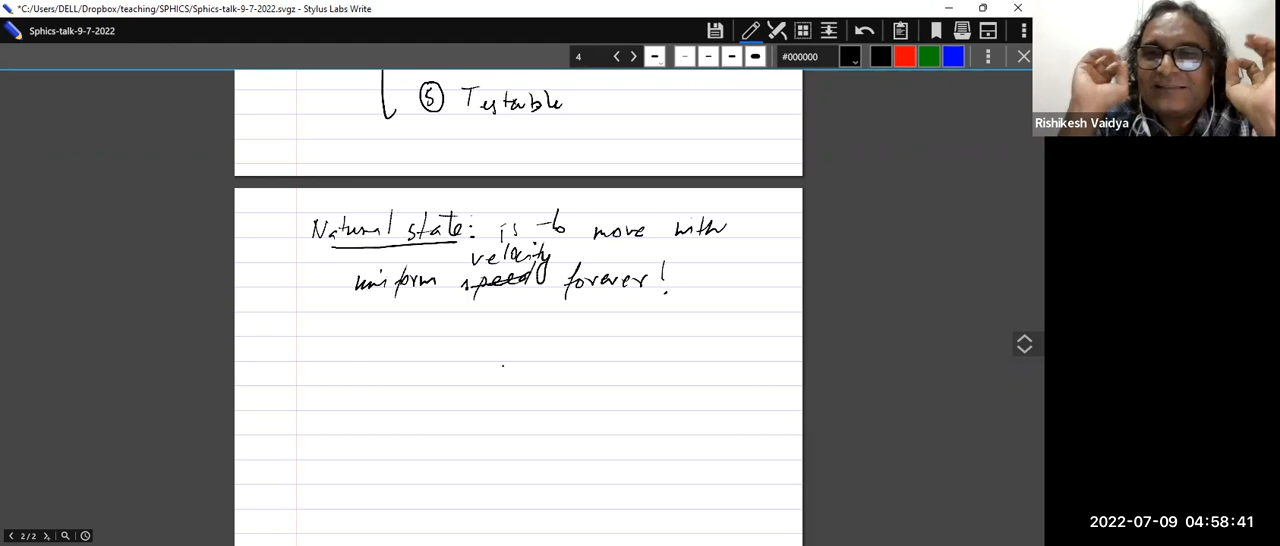 *C:/Users/DELL/Dropbox/teaching/SPHICS/Sphics-talk-9-7-2022.svgz - Stylus Labs Write
Sphics-talk-9-7-2022
4
#000000
Rishikesh Vaidya
⑤ Testable
Natural state: is to move with
velocity
uniform speed forever!
2/2
2022-07-09 04:58:41